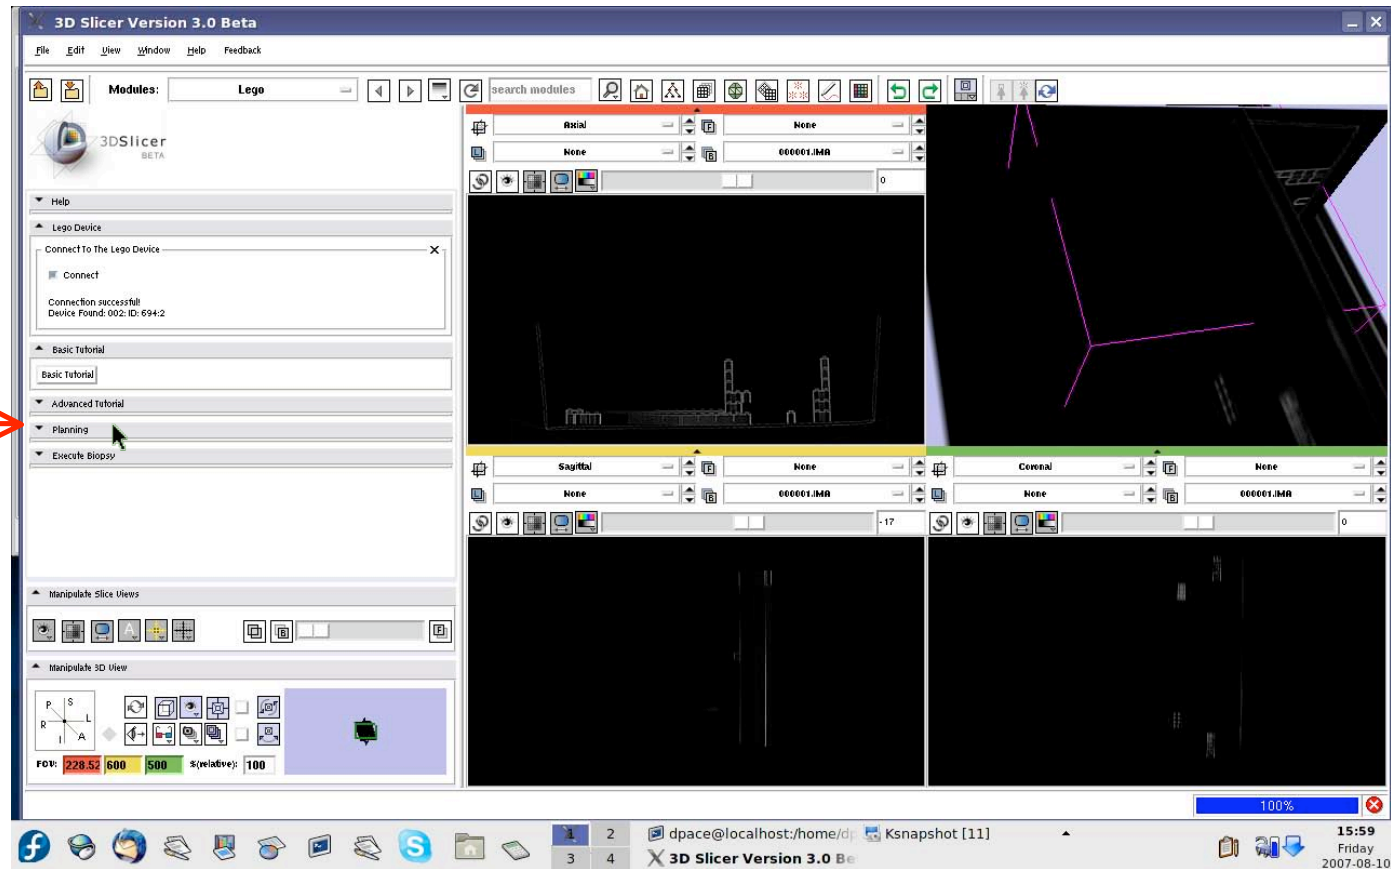 3D Slicer Version 3.0 Beta
File Edit View Window Help Feedback
Modules: Lego search modules
3DSlicer
BETA
Help
Lego Device
Connect To The Lego Device
Connect
Connection successful!
Device Found: 002: ID: 694:2
Basic Tutorial
Basic Tutorial
Advanced Tutorial
Planning
Execute Biopsy
Manipulate Slice Views
B F
Manipulate 3D View
P S
R L
I A
FOV: 228.52 600 500 %(relative): 100
Axial F None
L None B 000001.IMA
0
Sagittal F None
L None B 000001.IMA
-17
Coronal F None
L None B 000001.IMA
0
100%
1 2
3 4
dpace@localhost:/home/dp
Ksnapshot [11]
3D Slicer Version 3.0 Be
15:59
Friday
2007-08-10